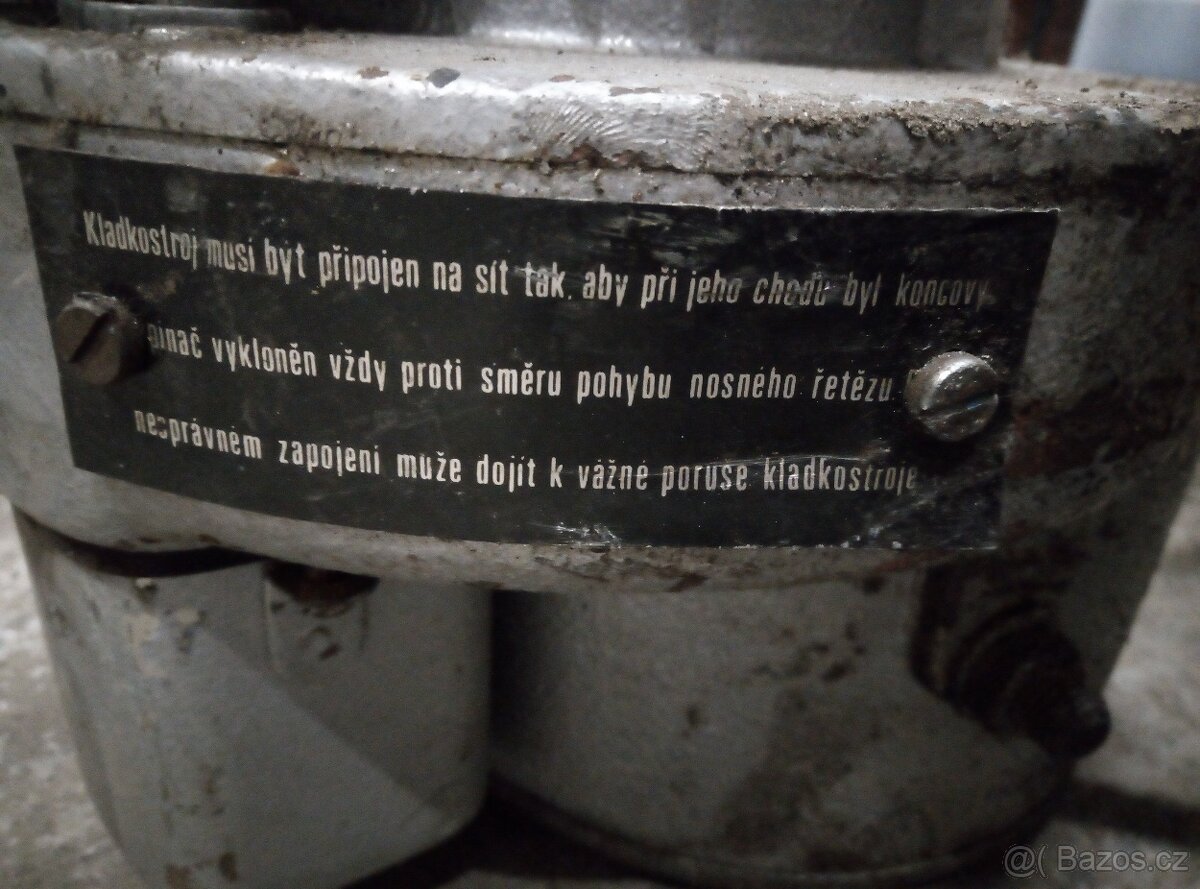 Kladkostroj musí být připojen na síť tak, aby při jeho chodu byl koncový
vykloněn vždy proti směru pohybu nosného řetězu.
nesprávném zapojení může dojít k vážné poruše kladkostroje
@( Bazos.cz